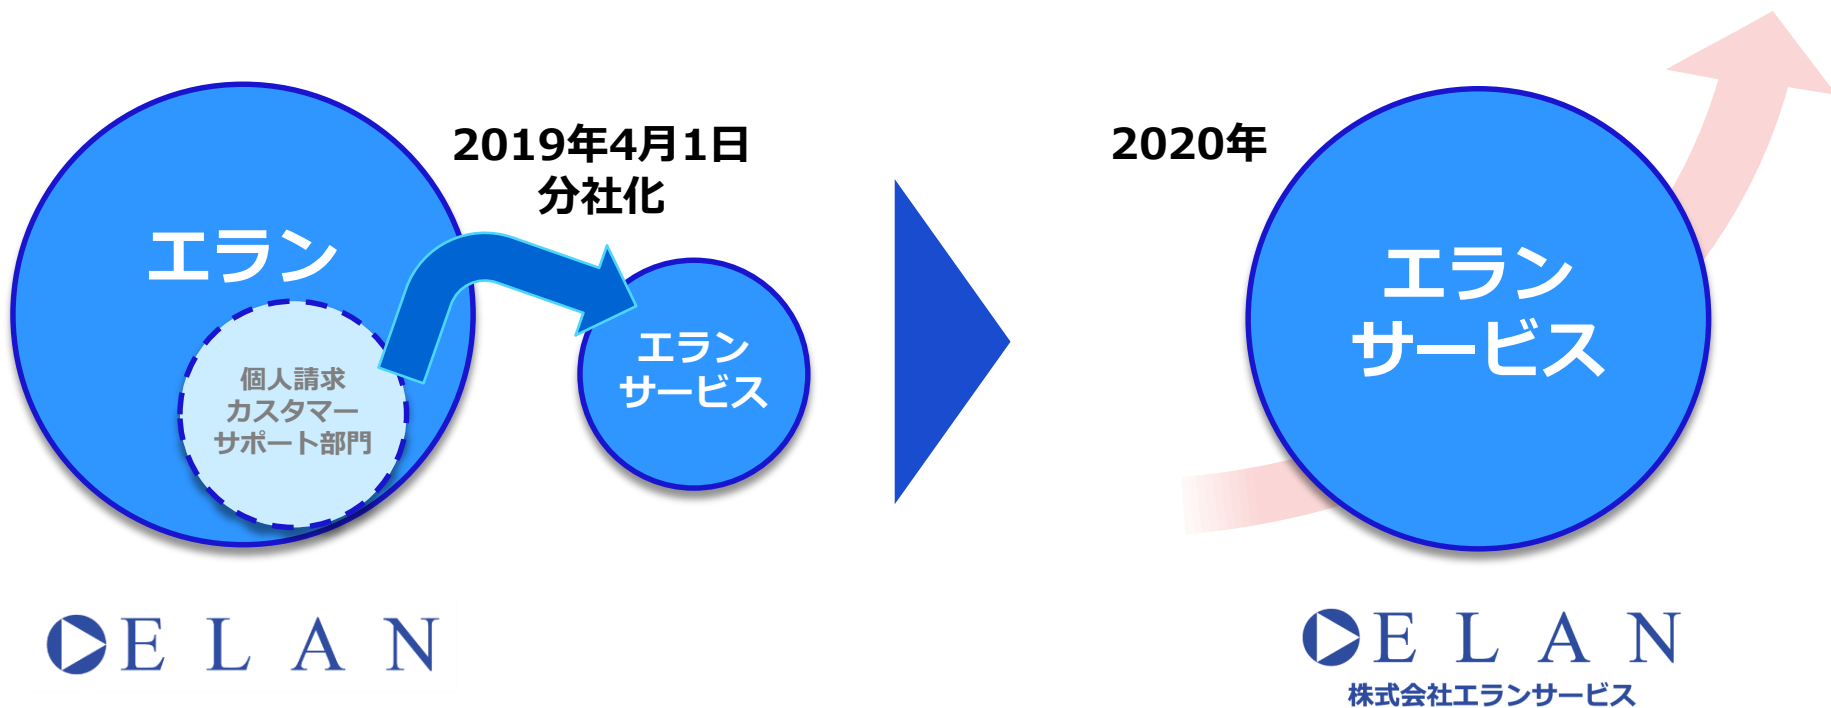 2019年4月1日
分社化
エラン
個人請求
カスタマー
サポート部門
エラン
サービス
ELAN
2020年
エラン
サービス
ELAN
株式会社エランサービス